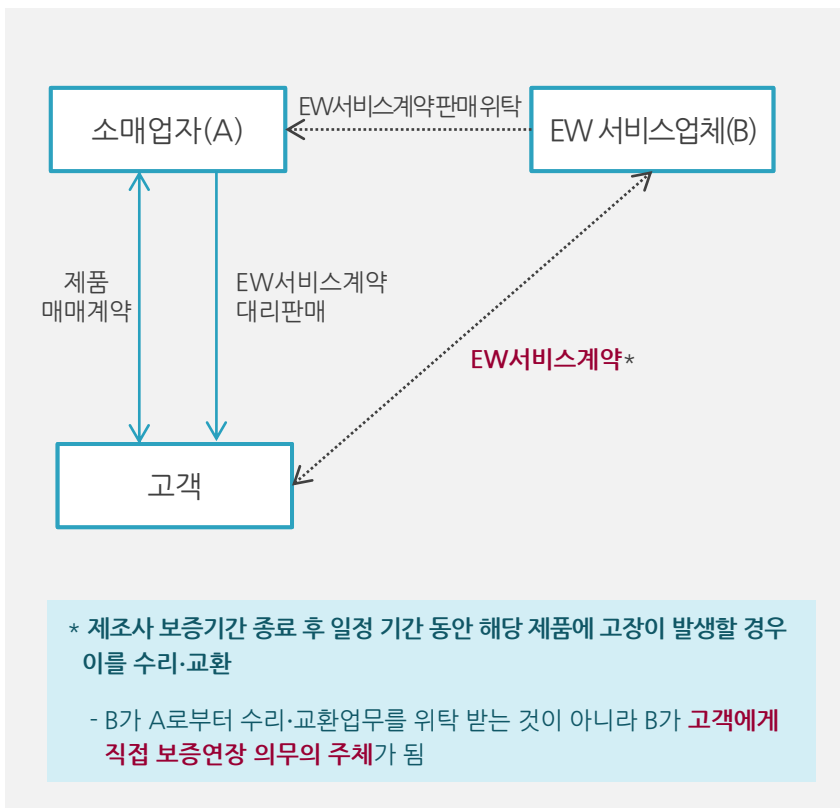 EW서비스계약판매위탁
소매업자(A)
EW 서비스업체(B)
제품
매매계약
EW서비스계약
대리판매
EW서비스계약*
고객
* 제조사 보증기간 종료 후 일정 기간 동안 해당 제품에 고장이 발생할 경우
이를 수리·교환
- B가 A로부터 수리·교환업무를 위탁 받는 것이 아니라 B가 고객에게
직접 보증연장 의무의 주체가 됨